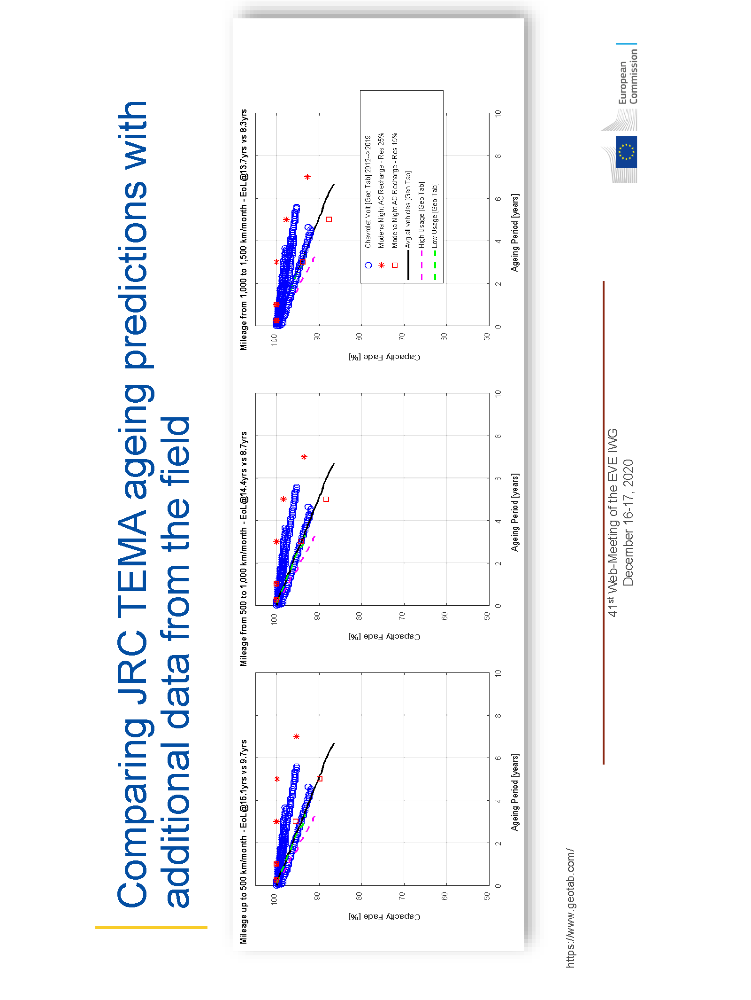 Comparing JRC TEMA ageing predictions with
additional data from the field
Mileage up to 500 km/month - EoL@16.1yrs vs 9.7yrs
100
90
80
70
60
50
Capacity Fade [%]
0
2
4
6
8
10
Ageing Period [years]
Mileage from 500 to 1,000 km/month - EoL@14.4yrs vs 8.7yrs
100
90
80
70
60
50
Capacity Fade [%]
0
2
4
6
8
10
Ageing Period [years]
Mileage from 1,000 to 1,500 km/month - EoL@13.7yrs vs 8.3yrs
100
90
80
70
60
50
Capacity Fade [%]
0
2
4
6
8
10
Ageing Period [years]
Chevrolet Volt [Geo Tab] 2012-->2019
Modena Night AC Recharge - Res 25%
Modena Night AC Recharge - Res 15%
Avg all vehicles [Geo Tab]
High Usage [Geo Tab]
Low Usage [Geo Tab]
https://www.geotab.com/
41st Web-Meeting of the EVE IWG
December 16-17, 2020
European
Commission